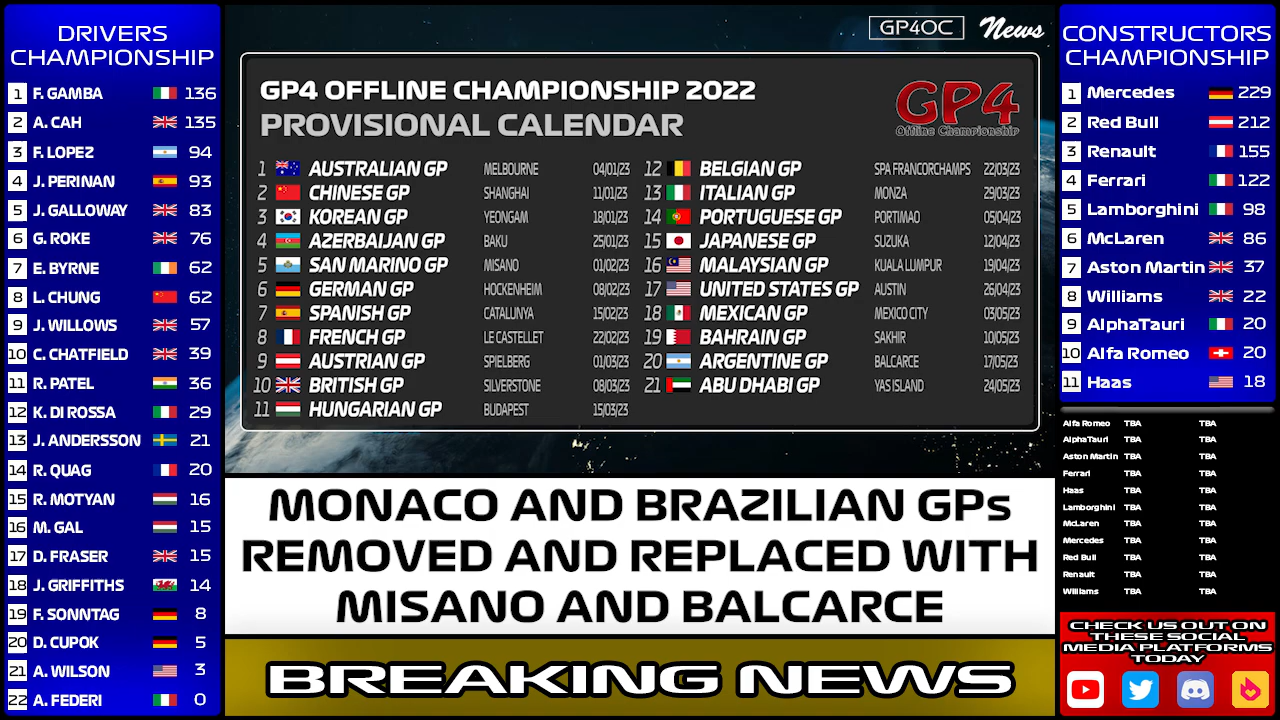 DRIVERS
CHAMPIONSHIP
1 F. GAMBA 136
2 A. CAH 135
3 F. LOPEZ 94
4 J. PERINAN 93
5 J. GALLOWAY 83
6 G. ROKE 76
7 E. BYRNE 62
8 L. CHUNG 62
9 J. WILLOWS 57
10 C. CHATFIELD 39
11 R. PATEL 36
12 K. DI ROSSA 29
13 J. ANDERSSON 21
14 R. QUAG 20
15 R. MOTYAN 16
16 M. GAL 15
17 D. FRASER 15
18 J. GRIFFITHS 14
19 F. SONNTAG 8
20 D. CUPOK 5
21 A. WILSON 3
22 A. FEDERI 0
GP4OC News
GP4 OFFLINE CHAMPIONSHIP 2022
PROVISIONAL CALENDAR
GP4
Offline Championship
1 AUSTRALIAN GP MELBOURNE 04/01/23
2 CHINESE GP SHANGHAI 11/01/23
3 KOREAN GP YEONGAM 18/01/23
4 AZERBAIJAN GP BAKU 25/01/23
5 SAN MARINO GP MISANO 01/02/23
6 GERMAN GP HOCKENHEIM 08/02/23
7 SPANISH GP CATALUNYA 15/02/23
8 FRENCH GP LE CASTELLET 22/02/23
9 AUSTRIAN GP SPIELBERG 01/03/23
10 BRITISH GP SILVERSTONE 08/03/23
11 HUNGARIAN GP BUDAPEST 15/03/23
12 BELGIAN GP SPA FRANCORCHAMPS 22/03/23
13 ITALIAN GP MONZA 29/03/23
14 PORTUGUESE GP PORTIMAO 05/04/23
15 JAPANESE GP SUZUKA 12/04/23
16 MALAYSIAN GP KUALA LUMPUR 19/04/23
17 UNITED STATES GP AUSTIN 26/04/23
18 MEXICAN GP MEXICO CITY 03/05/23
19 BAHRAIN GP SAKHIR 10/05/23
20 ARGENTINE GP BALCARCE 17/05/23
21 ABU DHABI GP YAS ISLAND 24/05/23
MONACO AND BRAZILIAN GPs
REMOVED AND REPLACED WITH
MISANO AND BALCARCE
BREAKING NEWS
CONSTRUCTORS
CHAMPIONSHIP
1 Mercedes 229
2 Red Bull 212
3 Renault 155
4 Ferrari 122
5 Lamborghini 98
6 McLaren 86
7 Aston Martin 37
8 Williams 22
9 AlphaTauri 20
10 Alfa Romeo 20
11 Haas 18
Alfa Romeo TBA TBA
AlphaTauri TBA TBA
Aston Martin TBA TBA
Ferrari TBA TBA
Haas TBA TBA
Lamborghini TBA TBA
McLaren TBA TBA
Mercedes TBA TBA
Red Bull TBA TBA
Renault TBA TBA
Williams TBA TBA
CHECK US OUT ON
THESE SOCIAL
MEDIA PLATFORMS
TODAY